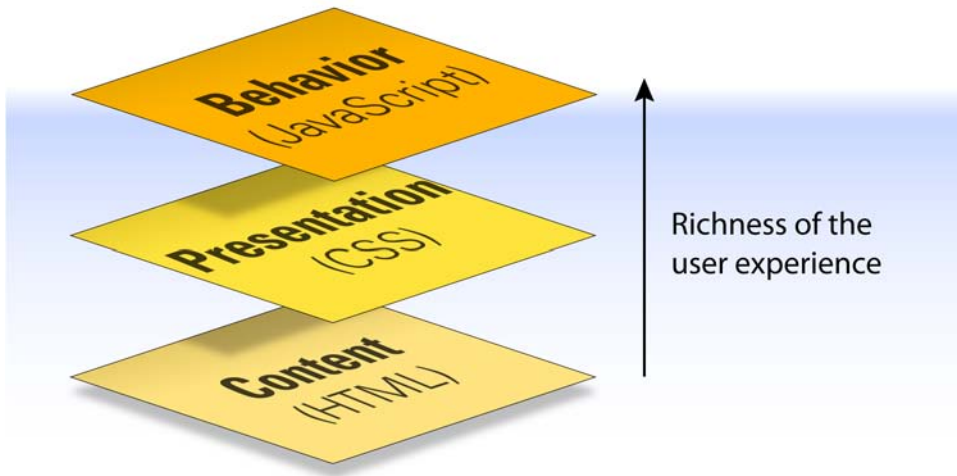 Behavior
(JavaScript)
Presentation
(CSS)
Content
(HTML)
Richness of the
user experience